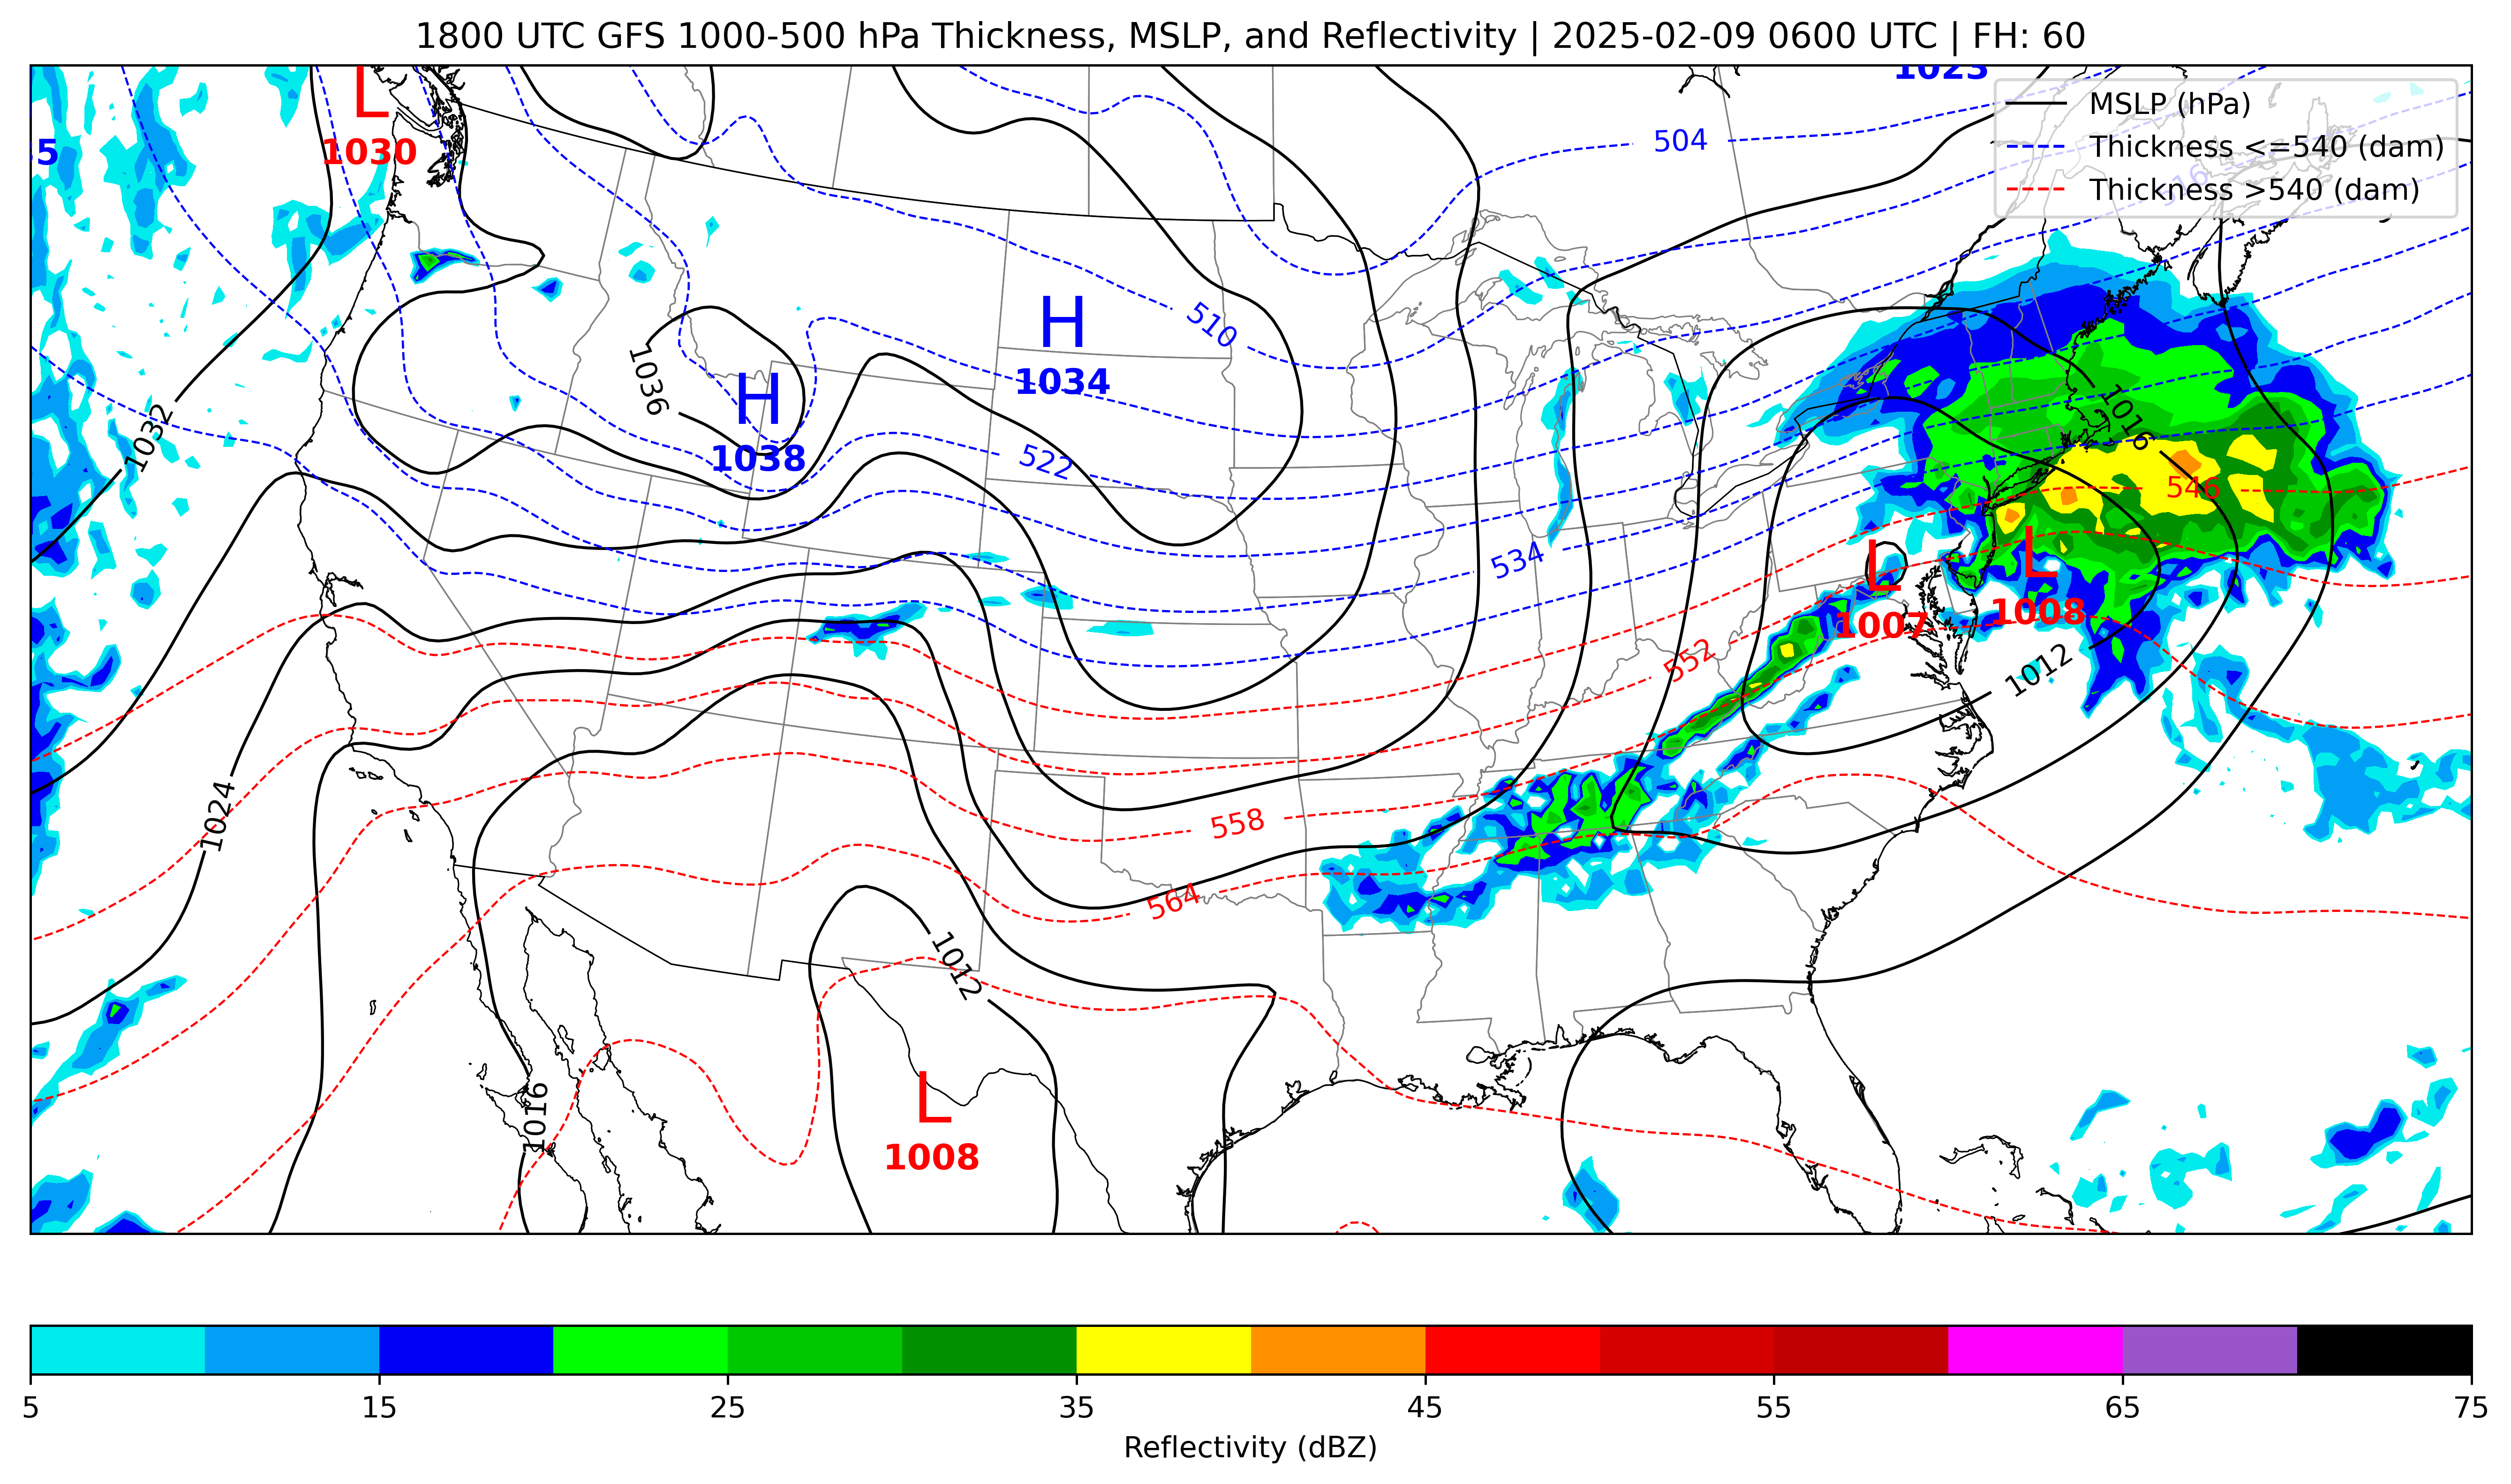 1800 UTC GFS 1000-500 hPa Thickness, MSLP, and Reflectivity | 2025-02-09 0600 UTC | FH: 60
1023
MSLP (hPa)
Thickness <=540 (dam)
Thickness >540 (dam)
L
1030
5
504
516
H
1034
510
1036
H
1038
1032
522
1016
546
534
L
1007
L
1008
552
1012
1024
558
564
1012
1016
L
1008
5
15
25
35
45
55
65
75
Reflectivity (dBZ)